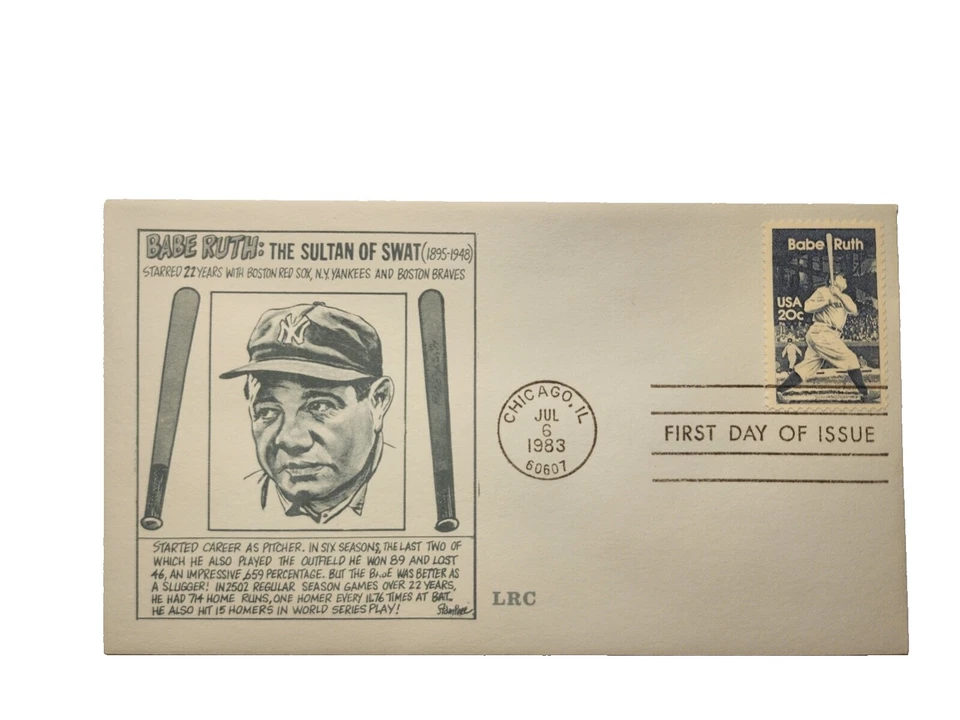 BABE RUTH: THE SULTAN OF SWAT (1895-1948)
STARRED 22 YEARS WITH BOSTON RED SOX, N.Y. YANKEES AND BOSTON BRAVES
NY
STARTED CAREER AS PITCHER. IN SIX SEASONS, THE LAST TWO OF
WHICH HE ALSO PLAYED THE OUTFIELD HE WON 89 AND LOST
46, AN IMPRESSIVE .659 PERCENTAGE. BUT THE WAS BETTER AS
A SLUGGER! IN 2502 REGULAR SEASON GAMES OVER 22 YEARS,
HE HAD 714 HOME RUNS, ONE HOMER EVERY 11.76 TIMES AT BAT.
HE ALSO HIT 15 HOMERS IN WORLD SERIES PLAY!
LRC
CHICAGO, IL
JUL
6
1983
60607
Babe Ruth
USA
20c
FIRST DAY OF ISSUE